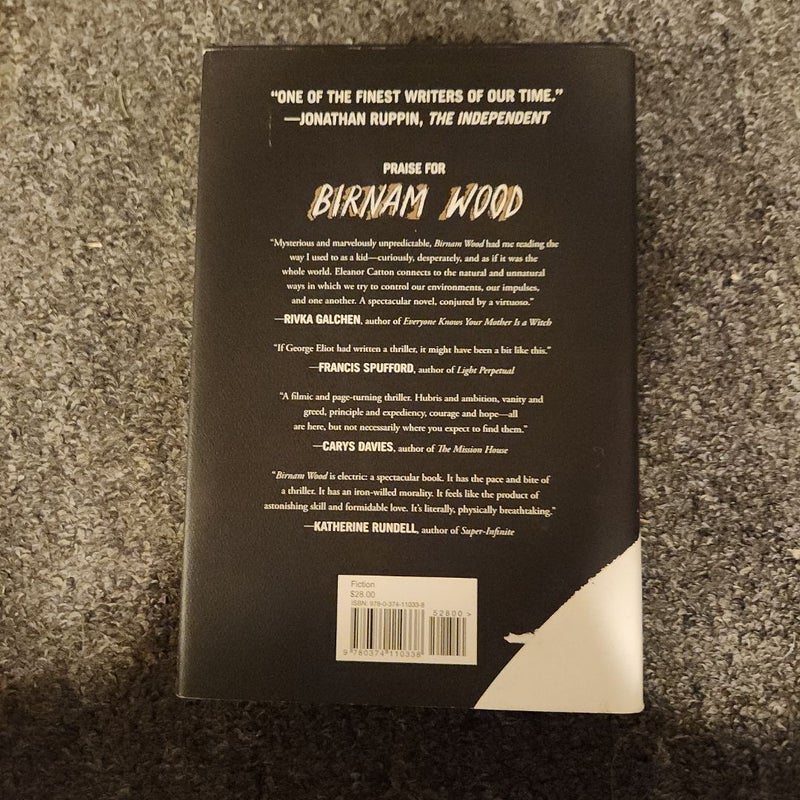 “ONE OF THE FINEST WRITERS OF OUR TIME.”
—JONATHAN RUPPIN, THE INDEPENDENT
PRAISE FOR
BIRNAM WOOD
“Mysterious and marvelously unpredictable, Birnam Wood had me reading the
way I used to as a kid—curiously, desperately, and as if it was the
whole world. Eleanor Catton connects to the natural and unnatural
ways in which we try to control our environments, our impulses,
and one another. A spectacular novel, conjured by a virtuoso.”
—RIVKA GALCHEN, author of Everyone Knows Your Mother Is a Witch
“If George Eliot had written a thriller, it might have been a bit like this.”
—FRANCIS SPUFFORD, author of Light Perpetual
“A filmic and page-turning thriller. Hubris and ambition, vanity and
greed, principle and expediency, courage and hope—all
are here, but not necessarily where you expect to find them.”
—CARYS DAVIES, author of The Mission House
“Birnam Wood is electric: a spectacular book. It has the pace and bite of
a thriller. It has an iron-willed morality. It feels like the product of
astonishing skill and formidable love. It’s literally, physically breathtaking.”
—KATHERINE RUNDELL, author of Super-Infinite
Fiction
$28.00
ISBN: 978-0-374-11033-8
52800 >
9 780374 110338